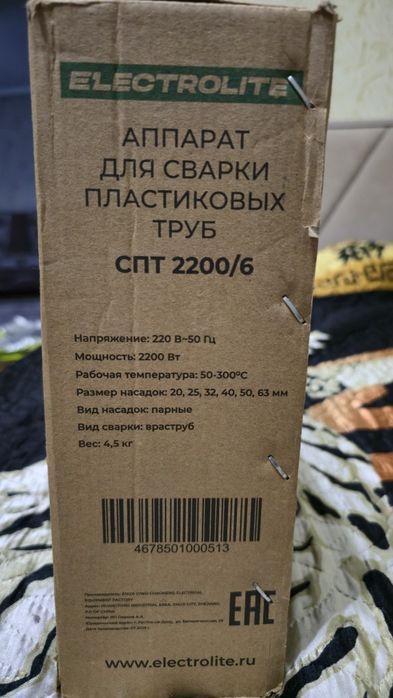 ELECTROLITE
АППАРАТ
ДЛЯ СВАРКИ
ПЛАСТИКОВЫХ
ТРУБ
СПТ 2200/6
Напряжение: 220 В~50 Гц
Мощность: 2200 Вт
Рабочая температура: 50-300°С
Размер насадок: 20, 25, 32, 40, 50, 63 мм
Вид насадок: парные
Вид сварки: враструб
Вес: 4,5 кг
4678501000513
EAC
www.electrolite.ru